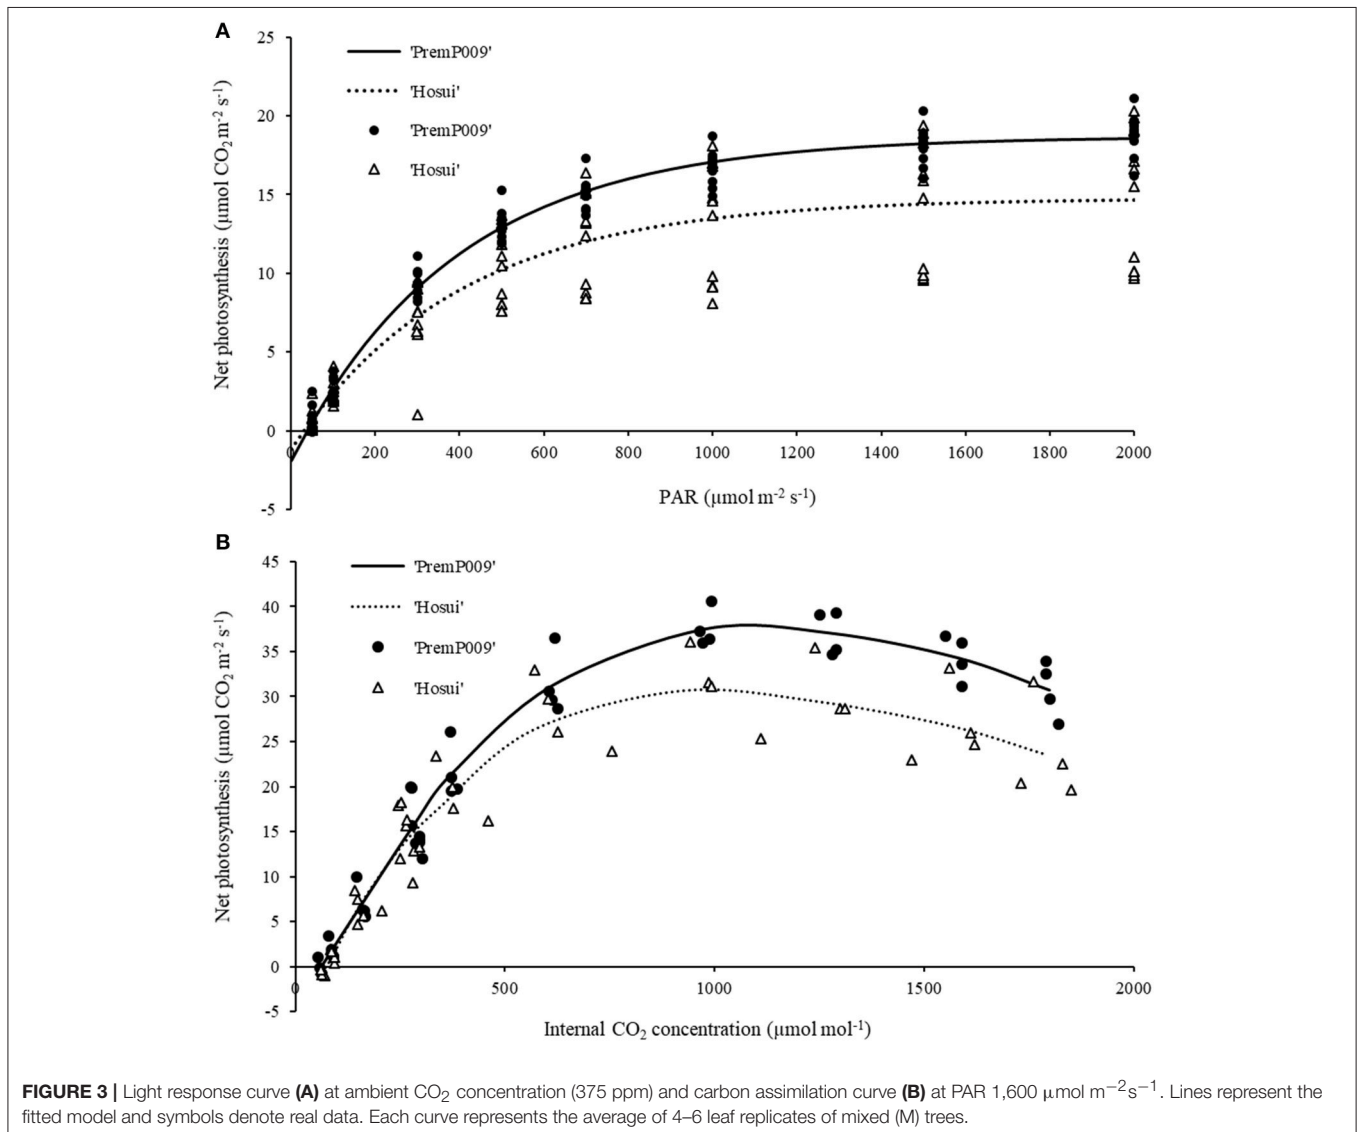 A
25
20
15
10
5
0
-5
Net photosynthesis (µmol CO₂ m⁻² s⁻¹)
'PremP009'
'Hosui'
'PremP009'
'Hosui'
0 200 400 600 800 1000 1200 1400 1600 1800 2000
PAR (µmol m⁻² s⁻¹)
B
45
40
35
30
25
20
15
10
5
0
-5
Net photosynthesis (µmol CO₂ m⁻² s⁻¹)
'PremP009'
'Hosui'
'PremP009'
'Hosui'
0 500 1000 1500 2000
Internal CO₂ concentration (µmol mol⁻¹)
FIGURE 3 | Light response curve (A) at ambient CO₂ concentration (375 ppm) and carbon assimilation curve (B) at PAR 1,600 µmol m⁻²s⁻¹. Lines represent the
fitted model and symbols denote real data. Each curve represents the average of 4–6 leaf replicates of mixed (M) trees.